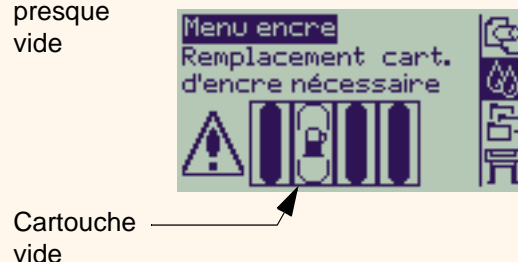 presque
vide
Menu encre
Remplacement cart.
d'encre nécessaire
Cartouche
vide